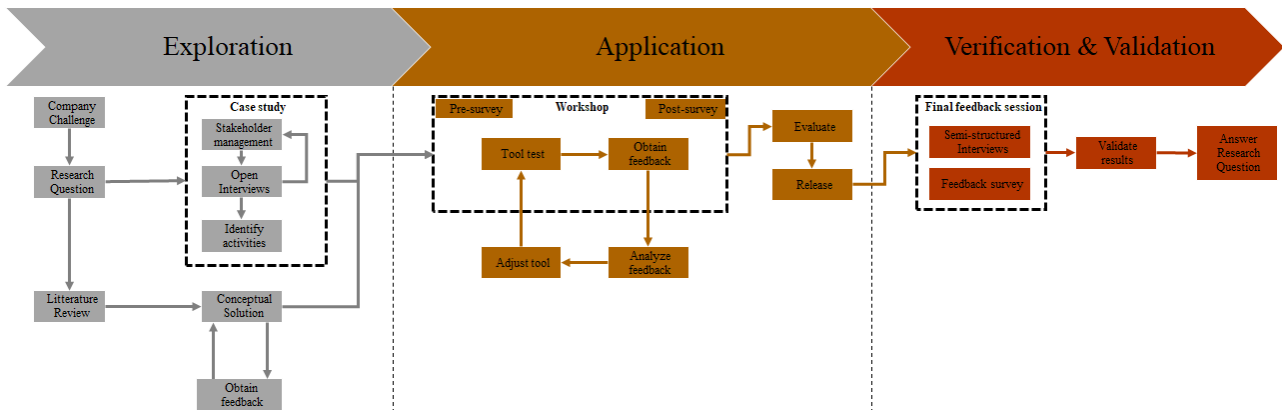 Exploration
Application
Verification & Validation
Company
Challenge
Research
Question
Litterature
Review
Case study
Stakeholder
management
Open
Interviews
Identify
activities
Conceptual
Solution
Obtain
feedback
Pre-survey
Workshop
Post-survey
Tool test
Obtain
feedback
Adjust tool
Analyze
feedback
Evaluate
Release
Final feedback session
Semi-structured
Interviews
Feedback survey
Validate
results
Answer
Research
Question